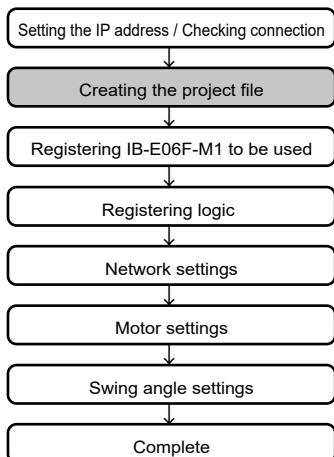 Setting the IP address / Checking connection
Creating the project file
Registering IB-E06F-M1 to be used
Registering logic
Network settings
Motor settings
Swing angle settings
Complete